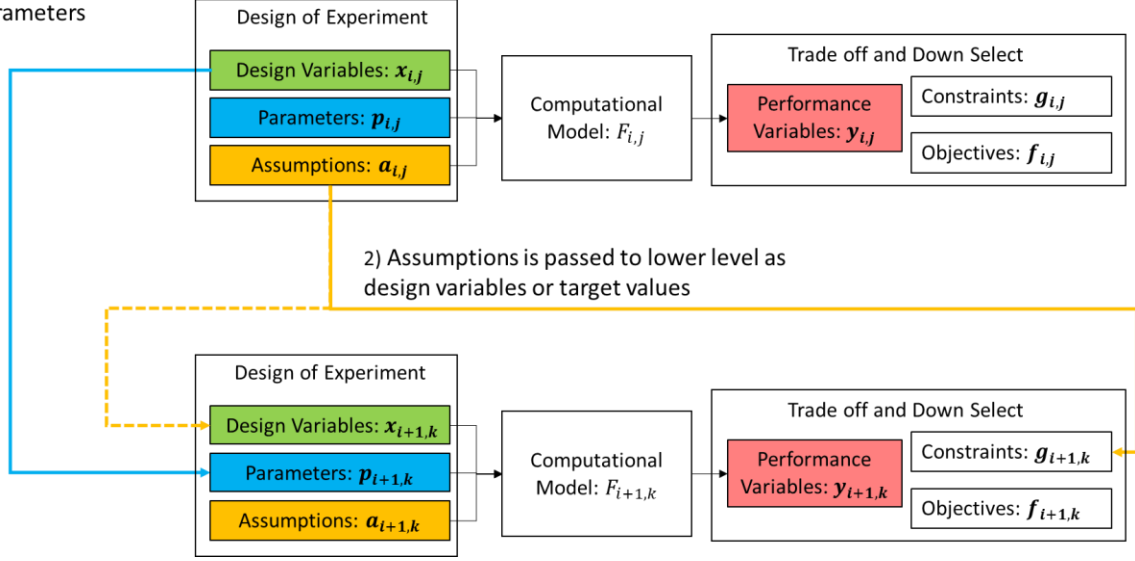 Design of Experiment
Design Variables: x_{i,j}
Parameters: p_{i,j}
Assumptions: a_{i,j}
Computational
Model: F_{i,j}
Trade off and Down Select
Performance
Variables: y_{i,j}
Constraints: g_{i,j}
Objectives: f_{i,j}
2) Assumptions is passed to lower level as
design variables or target values
Design of Experiment
Design Variables: x_{i+1,k}
Parameters: p_{i+1,k}
Assumptions: a_{i+1,k}
Computational
Model: F_{i+1,k}
Trade off and Down Select
Performance
Variables: y_{i+1,k}
Constraints: g_{i+1,k}
Objectives: f_{i+1,k}